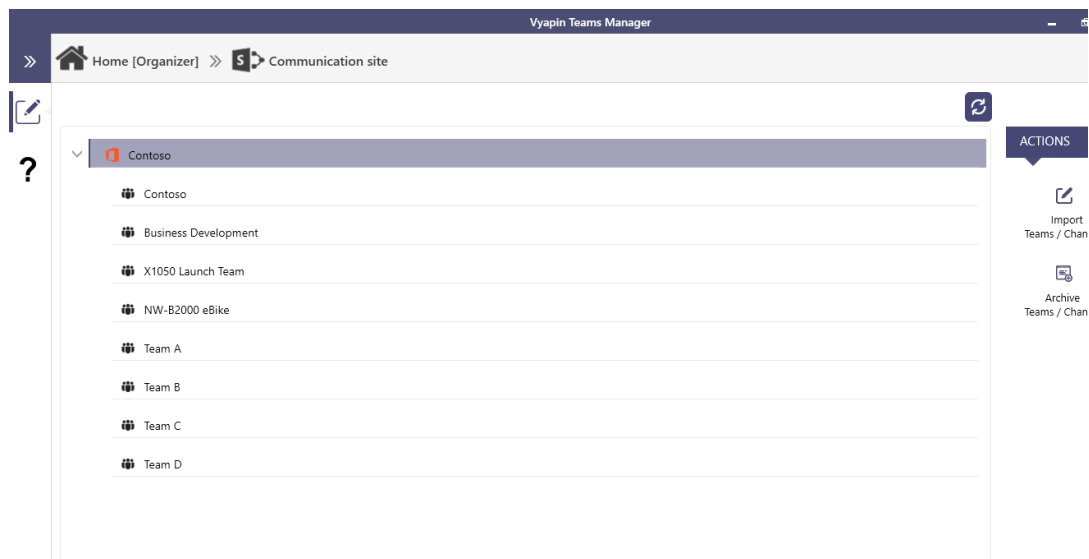 Vyapin Teams Manager
Home [Organizer] Communication site
ACTIONS
Contoso
Contoso
Business Development
X1050 Launch Team
NW-B2000 eBike
Team A
Team B
Team C
Team D
Import
Teams / Chan
Archive
Teams / Chan
?